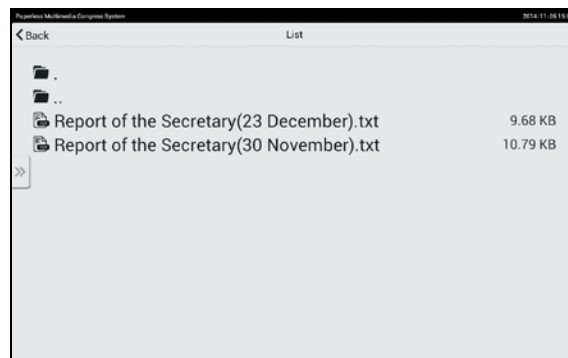 Paperless Multimedia Congress System
Back List
.
..
Report of the Secretary(23 December).txt 9.68 KB
Report of the Secretary(30 November).txt 10.79 KB